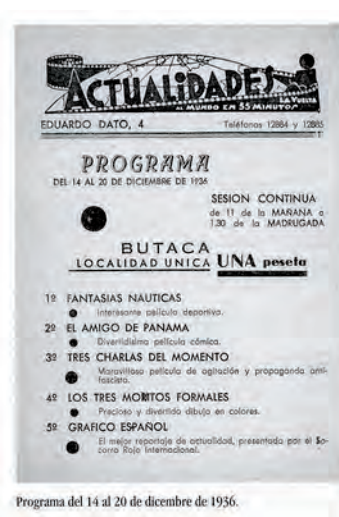 ACTUALIDADES
LA VUELTA
AL MUNDO EN 55 MINUTOS
EDUARDO DATO, 4
Teléfonos 12884 y 12885
PROGRAMA
DEL 14 AL 20 DE DICIEMBRE DE 1936
SESION CONTINUA
de 11 de la MAÑANA a
1.30 de la MADRUGADA
BUTACA
LOCALIDAD UNICA UNA peseta
1º FANTASIAS NAUTICAS
Interesante película deportiva.
2º EL AMIGO DE PANAMA
Divertidísima película cómica.
3º TRES CHARLAS DEL MOMENTO
Maravillosa película de agitación y propaganda anti-
fascista.
4º LOS TRES MONITOS FORMALES
Precioso y divertido dibujo en colores.
5º GRAFICO ESPAÑOL
El mejor reportaje de actualidad, presentado por el So-
corro Rojo Internacional.
Programa del 14 al 20 de diciembre de 1936.